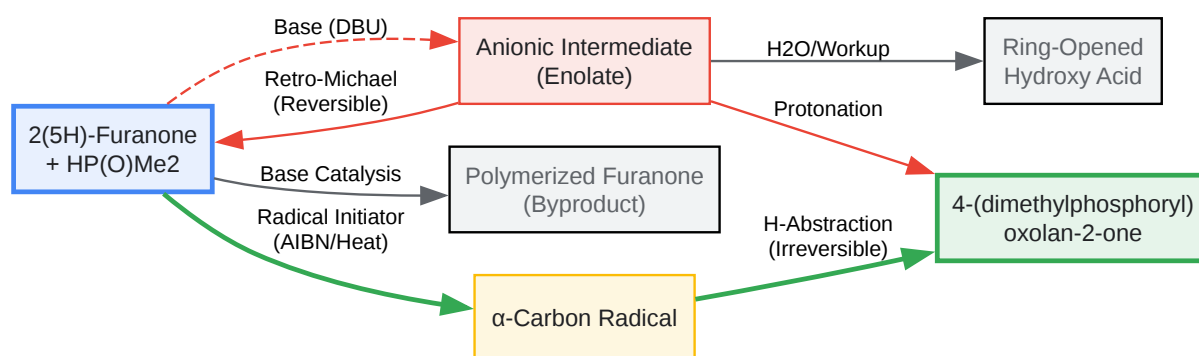 Base (DBU)
Anionic Intermediate
(Enolate)
H2O/Workup
Ring-Opened
Hydroxy Acid
Retro-Michael
(Reversible)
Protonation
2(5H)-Furanone
+ HP(O)Me2
Base Catalysis
Polymerized Furanone
(Byproduct)
Radical Initiator
(AIBN/Heat)
H-Abstraction
(Irreversible)
4-(dimethylphosphoryl)
oxolan-2-one
α-Carbon Radical